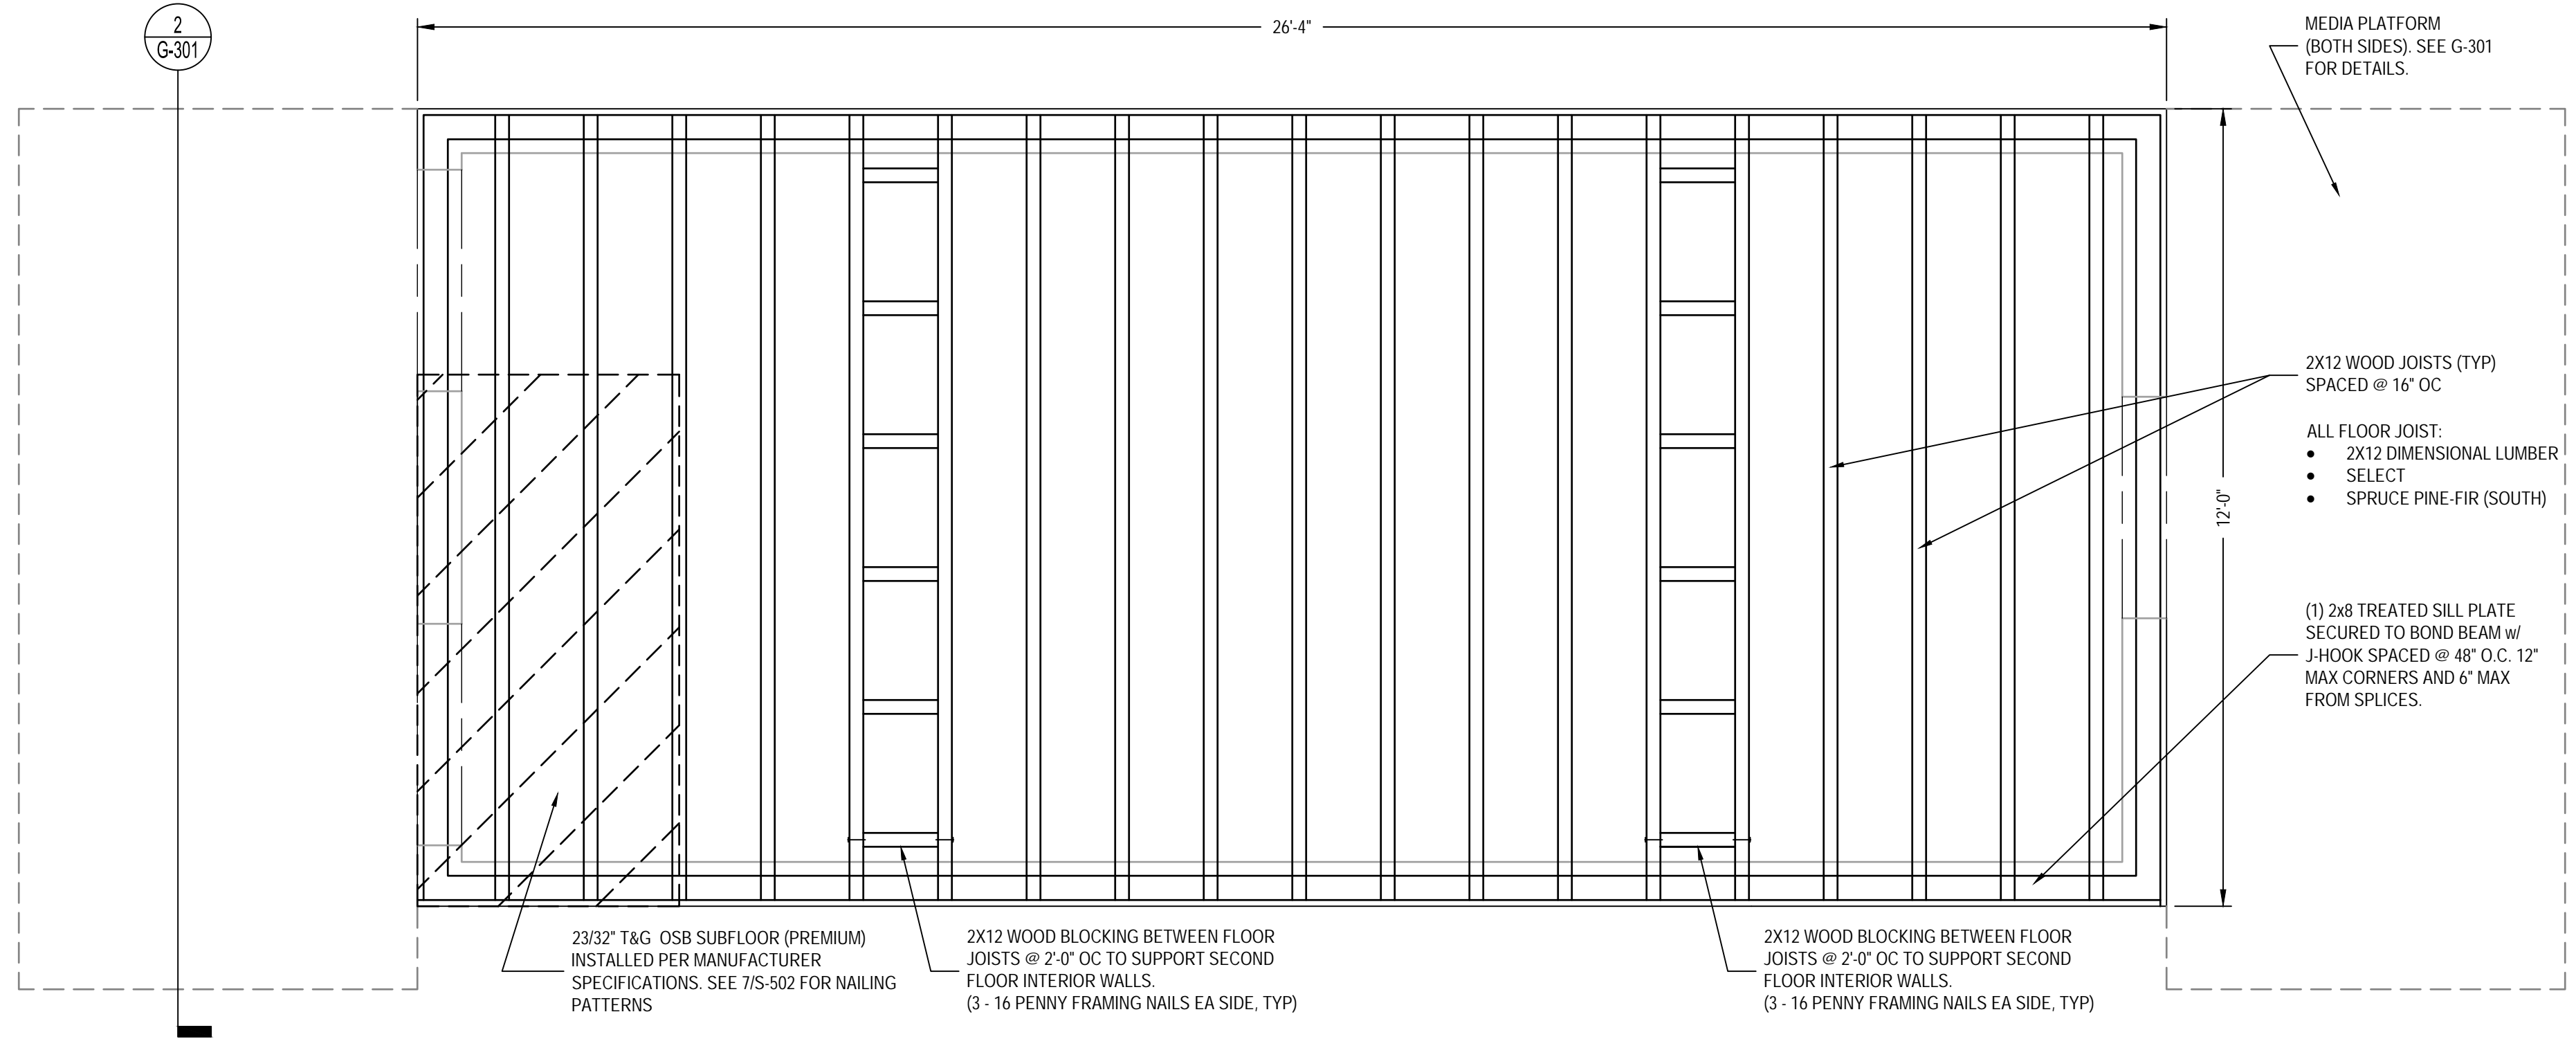 2
G-301
26'-4"
MEDIA PLATFORM
(BOTH SIDES). SEE G-301
FOR DETAILS.
2X12 WOOD JOISTS (TYP)
SPACED @ 16" OC
ALL FLOOR JOIST:
• 2X12 DIMENSIONAL LUMBER
• SELECT
• SPRUCE PINE-FIR (SOUTH)
12'-0"
(1) 2x8 TREATED SILL PLATE
SECURED TO BOND BEAM w/
J-HOOK SPACED @ 48" O.C. 12"
MAX CORNERS AND 6" MAX
FROM SPLICES.
23/32" T&G OSB SUBFLOOR (PREMIUM)
INSTALLED PER MANUFACTURER
SPECIFICATIONS. SEE 7/S-502 FOR NAILING
PATTERNS
2X12 WOOD BLOCKING BETWEEN FLOOR
JOISTS @ 2'-0" OC TO SUPPORT SECOND
FLOOR INTERIOR WALLS.
(3 - 16 PENNY FRAMING NAILS EA SIDE, TYP)
2X12 WOOD BLOCKING BETWEEN FLOOR
JOISTS @ 2'-0" OC TO SUPPORT SECOND
FLOOR INTERIOR WALLS.
(3 - 16 PENNY FRAMING NAILS EA SIDE, TYP)